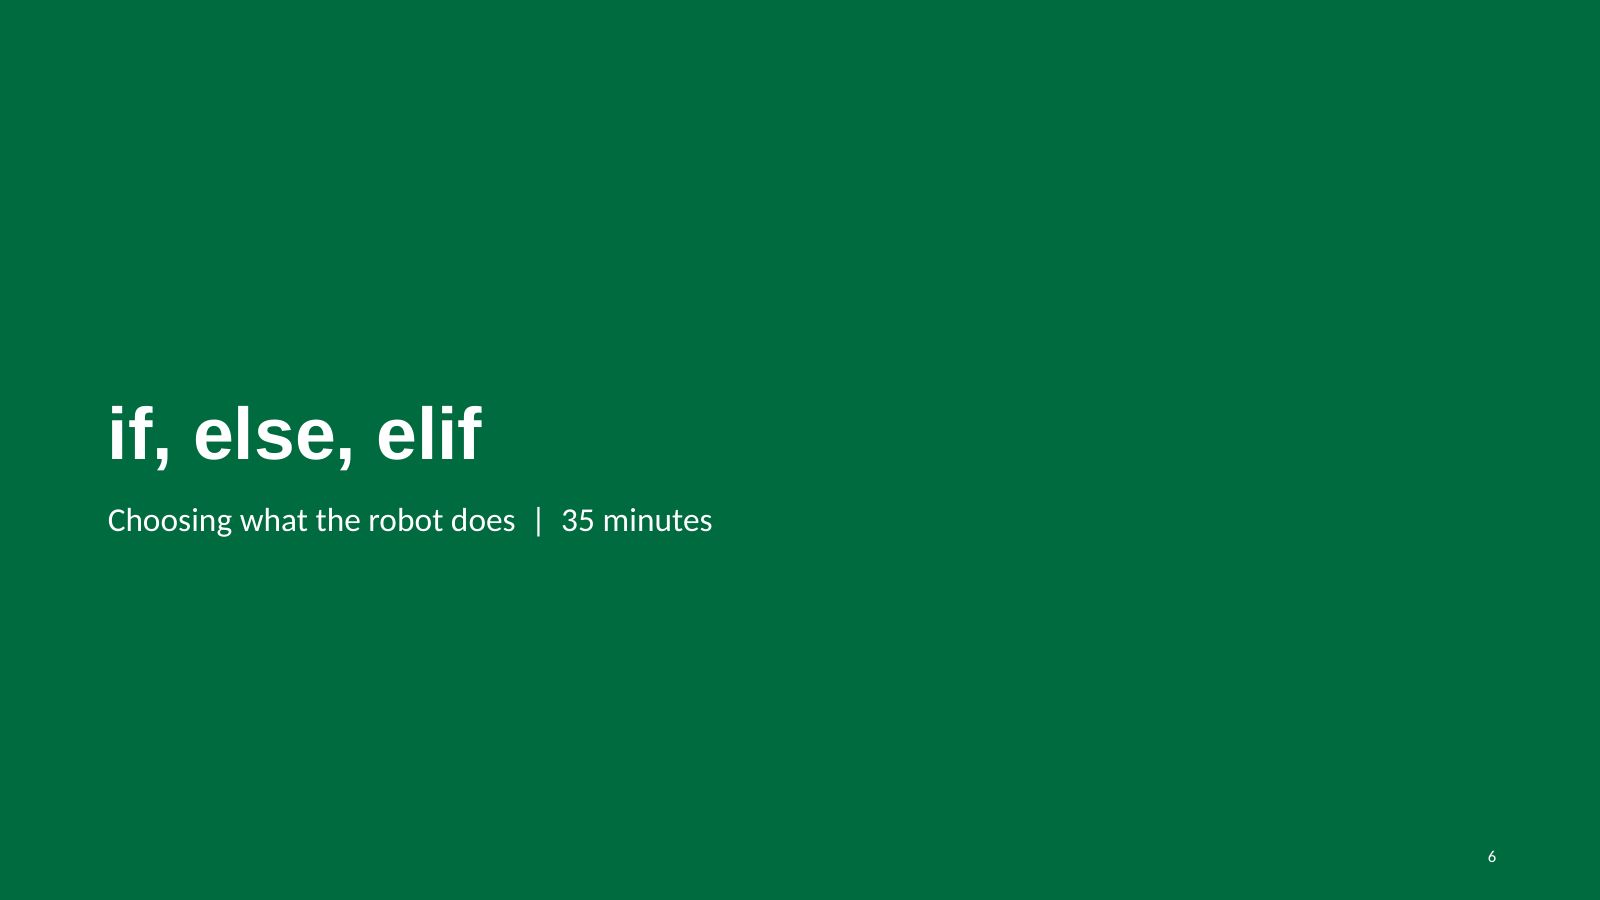 if, else, elif
Choosing what the robot does | 35 minutes
6